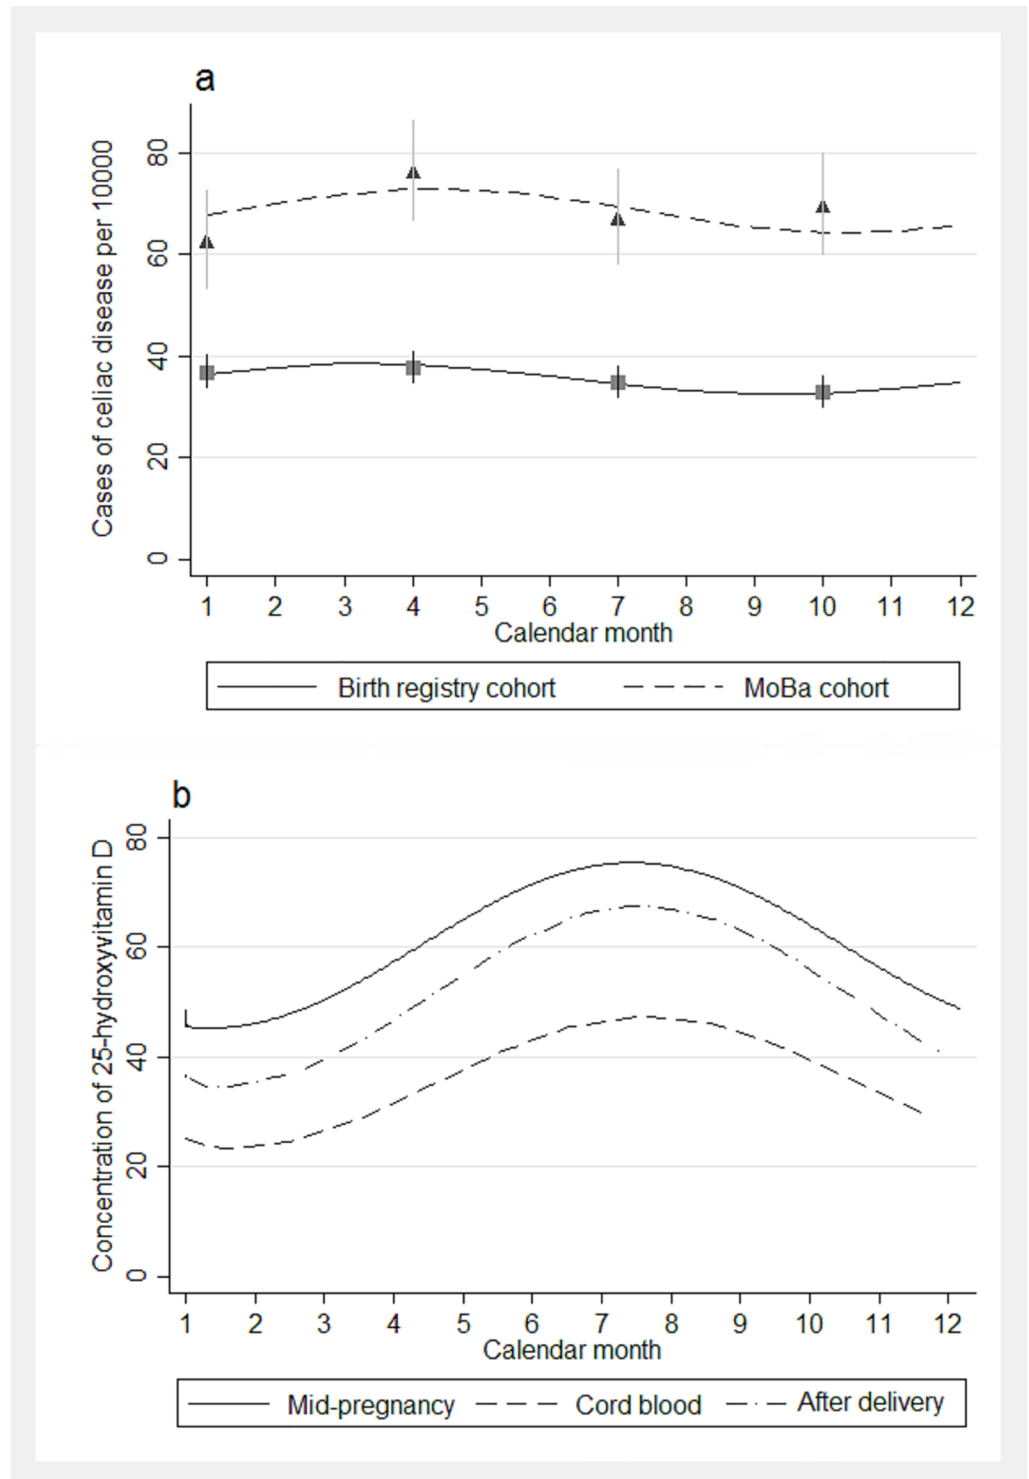 a
Cases of celiac disease per 10000
80
60
40
20
0
1 2 3 4 5 6 7 8 9 10 11 12
Calendar month
Birth registry cohort MoBa cohort
b
Concentration of 25-hydroxyvitamin D
80
60
40
20
0
1 2 3 4 5 6 7 8 9 10 11 12
Calendar month
Mid-pregnancy Cord blood After delivery